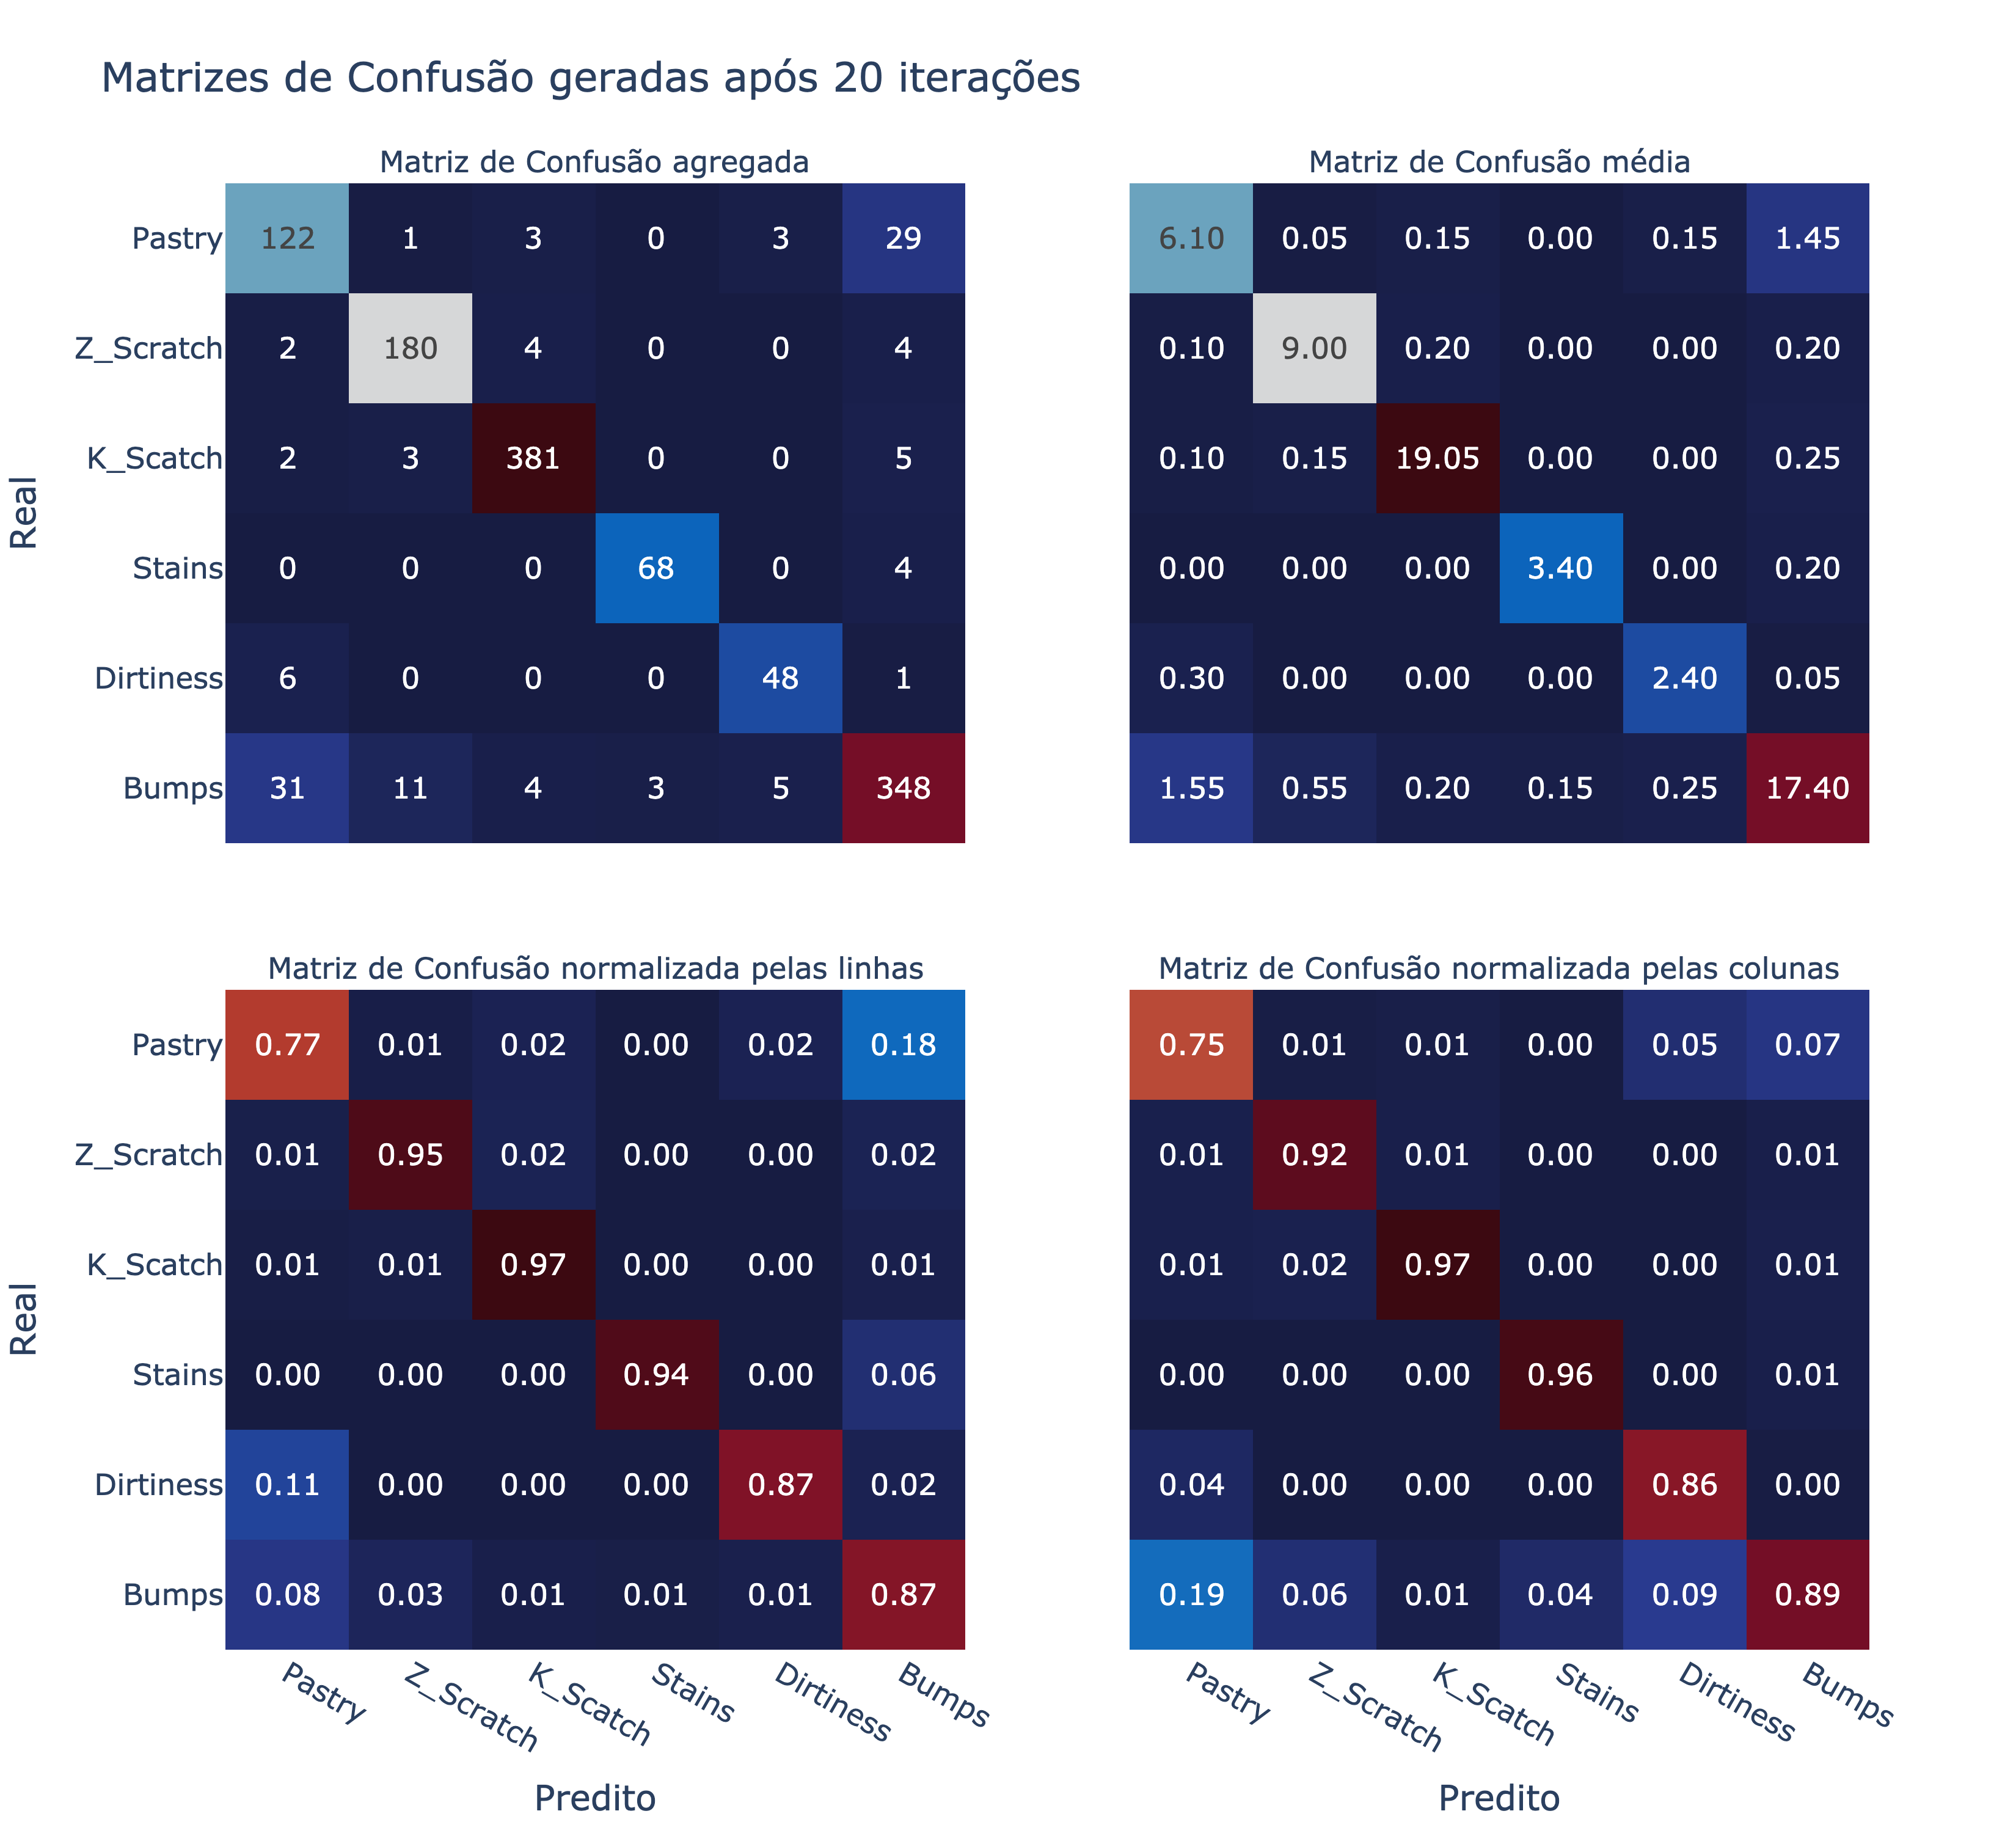 Matrizes de Confusão geradas após 20 iterações
Matriz de Confusão agregada
Real
Pastry 122 1 3 0 3 29
Z_Scratch 2 180 4 0 0 4
K_Scatch 2 3 381 0 0 5
Stains 0 0 0 68 0 4
Dirtiness 6 0 0 0 48 1
Bumps 31 11 4 3 5 348
Matriz de Confusão média
6.10 0.05 0.15 0.00 0.15 1.45
0.10 9.00 0.20 0.00 0.00 0.20
0.10 0.15 19.05 0.00 0.00 0.25
0.00 0.00 0.00 3.40 0.00 0.20
0.30 0.00 0.00 0.00 2.40 0.05
1.55 0.55 0.20 0.15 0.25 17.40
Matriz de Confusão normalizada pelas linhas
Real
Pastry 0.77 0.01 0.02 0.00 0.02 0.18
Z_Scratch 0.01 0.95 0.02 0.00 0.00 0.02
K_Scatch 0.01 0.01 0.97 0.00 0.00 0.01
Stains 0.00 0.00 0.00 0.94 0.00 0.06
Dirtiness 0.11 0.00 0.00 0.00 0.87 0.02
Bumps 0.08 0.03 0.01 0.01 0.01 0.87
Pastry Z_Scratch K_Scatch Stains Dirtiness Bumps
Predito
Matriz de Confusão normalizada pelas colunas
0.75 0.01 0.01 0.00 0.05 0.07
0.01 0.92 0.01 0.00 0.00 0.01
0.01 0.02 0.97 0.00 0.00 0.01
0.00 0.00 0.00 0.96 0.00 0.01
0.04 0.00 0.00 0.00 0.86 0.00
0.19 0.06 0.01 0.04 0.09 0.89
Pastry Z_Scratch K_Scatch Stains Dirtiness Bumps
Predito